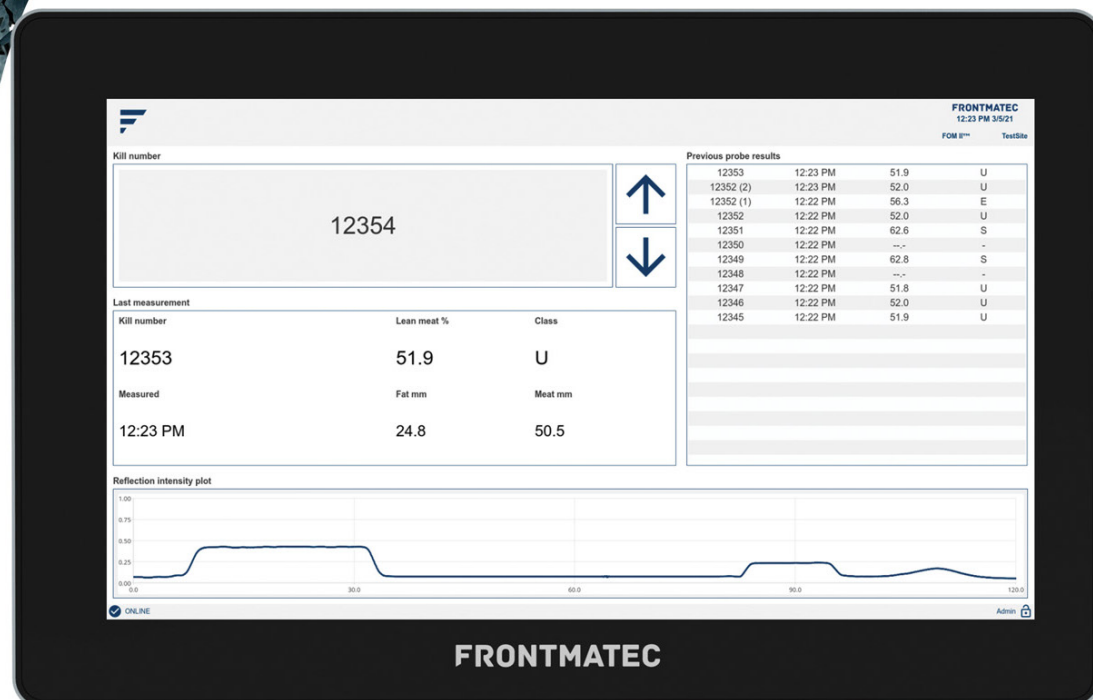 FRONTMATEC
12:23 PM 3/5/21
TestSite
Kill number
12354
Last measurement
Kill number Lean meat % Class
12353 51.9 U
Measured Fat mm Meat mm
12:23 PM 24.8 50.5
Previous probe results
12353 12:23 PM 51.9 U
12352 (2) 12:23 PM 52.0 U
12352 (1) 12:22 PM 56.3 E
12352 12:22 PM 52.0 U
12351 12:22 PM 62.6 S
12350 12:22 PM --.- -
12349 12:22 PM 62.8 S
12348 12:22 PM --.- -
12347 12:22 PM 51.8 U
12346 12:22 PM 52.0 U
12345 12:22 PM 51.9 U
Reflection intensity plot
1.00
0.75
0.50
0.25
0.00
0.0 30.0 60.0 90.0 120.0
ONLINE Admin
FRONTMATEC